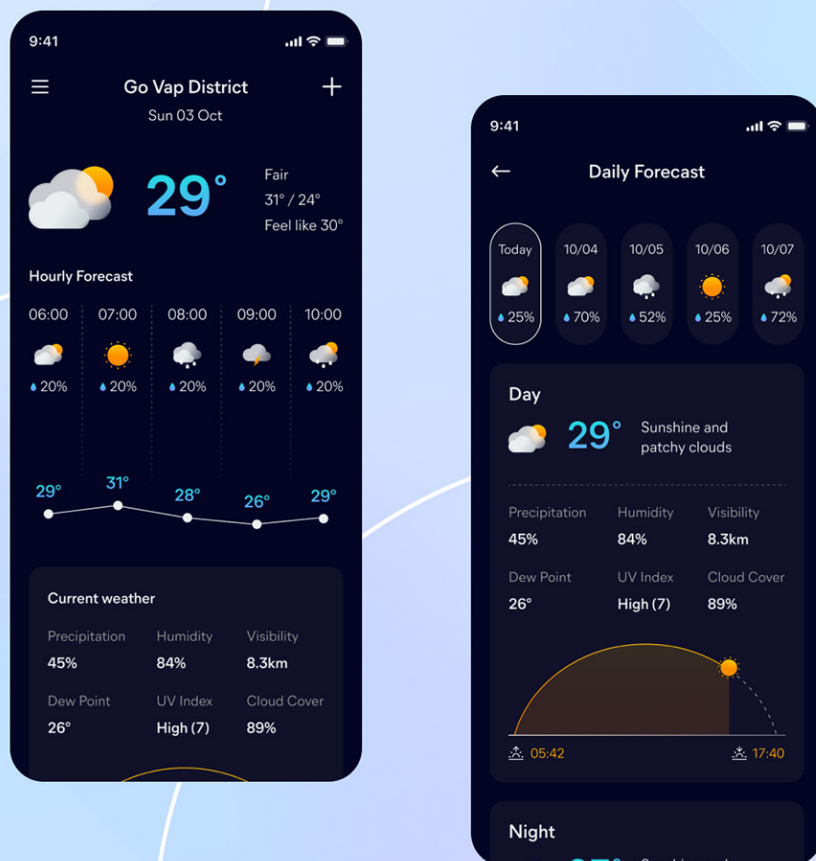 9:41
Go Vap District
Sun 03 Oct
29°
Fair
31° / 24°
Feel like 30°
Hourly Forecast
06:00 07:00 08:00 09:00 10:00
20% 20% 20% 20% 20%
29° 31° 28° 26° 29°
Current weather
Precipitation Humidity Visibility
45% 84% 8.3km
Dew Point UV Index Cloud Cover
26° High (7) 89%
9:41
Daily Forecast
Today 10/04 10/05 10/06 10/07
25% 70% 52% 25% 72%
Day
29°
Sunshine and
patchy clouds
Precipitation Humidity Visibility
45% 84% 8.3km
Dew Point UV Index Cloud Cover
26° High (7) 89%
05:42 17:40
Night